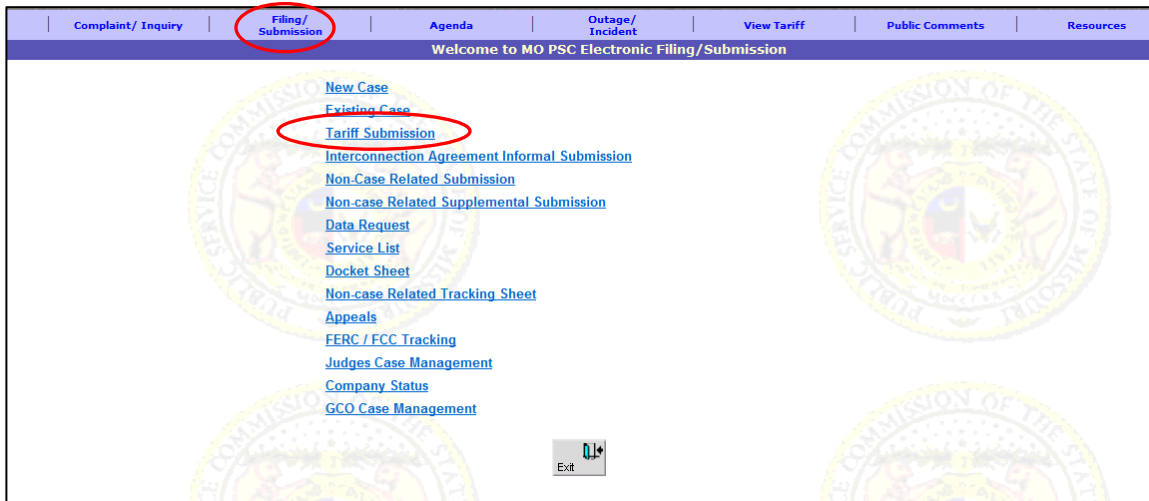 Complaint/ Inquiry
Filing/
Submission
Agenda
Outage/
Incident
View Tariff
Public Comments
Resources
Welcome to MO PSC Electronic Filing/Submission
New Case
Existing Case
Tariff Submission
Interconnection Agreement Informal Submission
Non-Case Related Submission
Non-case Related Supplemental Submission
Data Request
Service List
Docket Sheet
Non-case Related Tracking Sheet
Appeals
FERC / FCC Tracking
Judges Case Management
Company Status
GCO Case Management
Exit